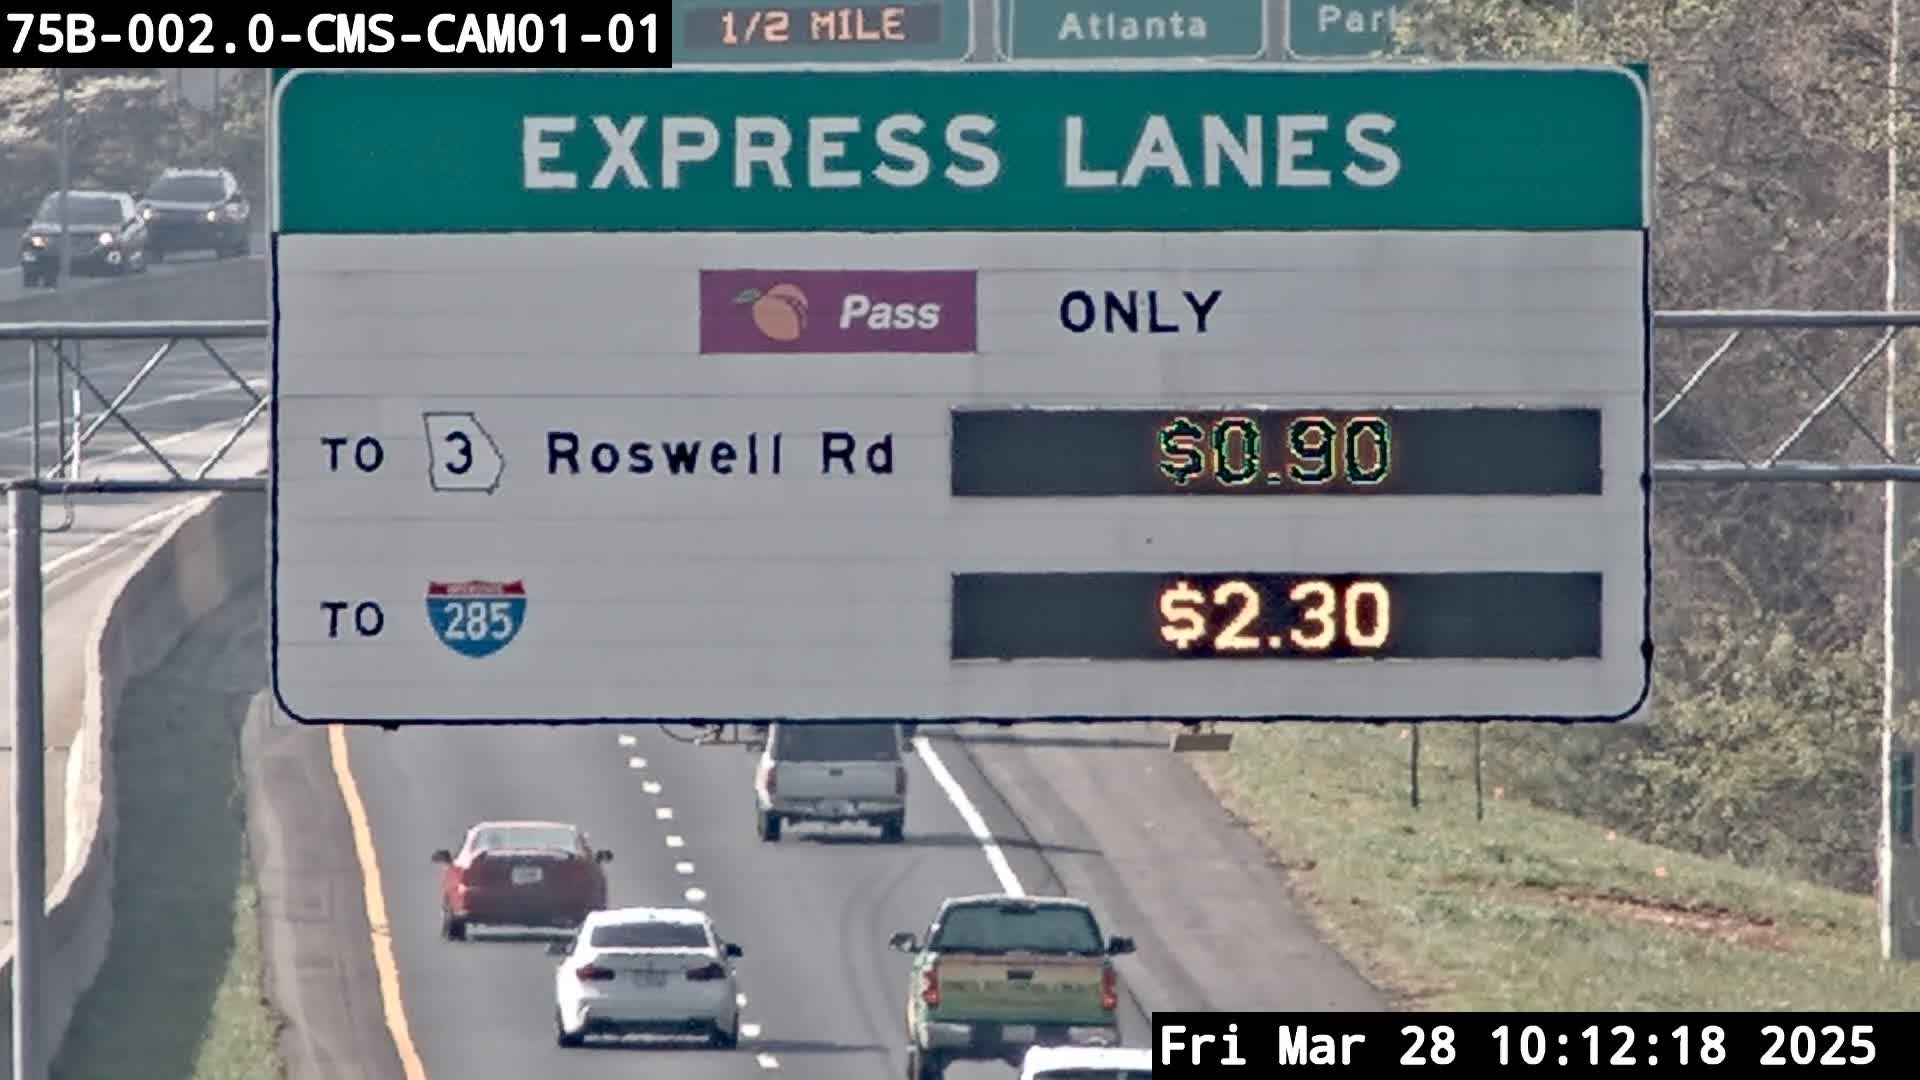 75B-002.0-CMS-CAM01-01
1/2 MILE
Atlanta
EXPRESS LANES
Pass ONLY
TO 3 Roswell Rd $0.90
TO 285 $2.30
Fri Mar 28 10:12:18 2025